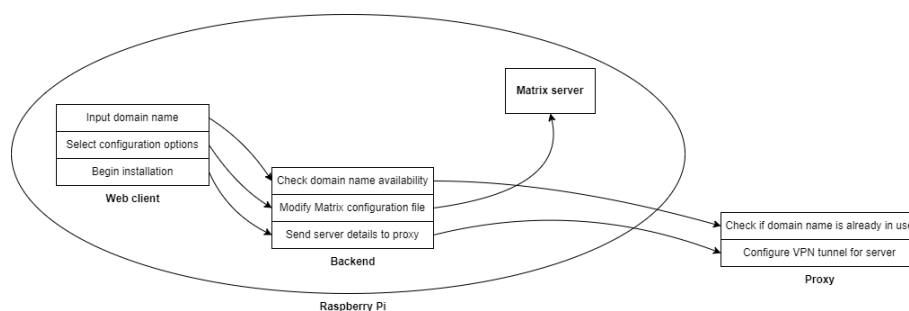 Matrix server
Input domain name
Select configuration options
Begin installation
Web client
Check domain name availability
Modify Matrix configuration file
Send server details to proxy
Backend
Check if domain name is already in use
Configure VPN tunnel for server
Proxy
Raspberry Pi